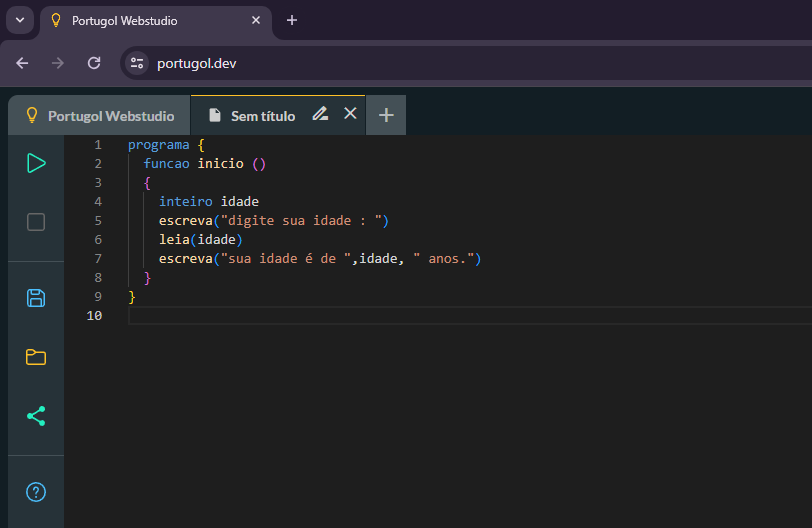 Portugol Webstudio
portugol.dev
Portugol Webstudio Sem título
1 programa {
2 funcao inicio ()
3 {
4 inteiro idade
5 escreva("digite sua idade : ")
6 leia(idade)
7 escreva("sua idade é de ",idade, " anos.")
8 }
9 }
10